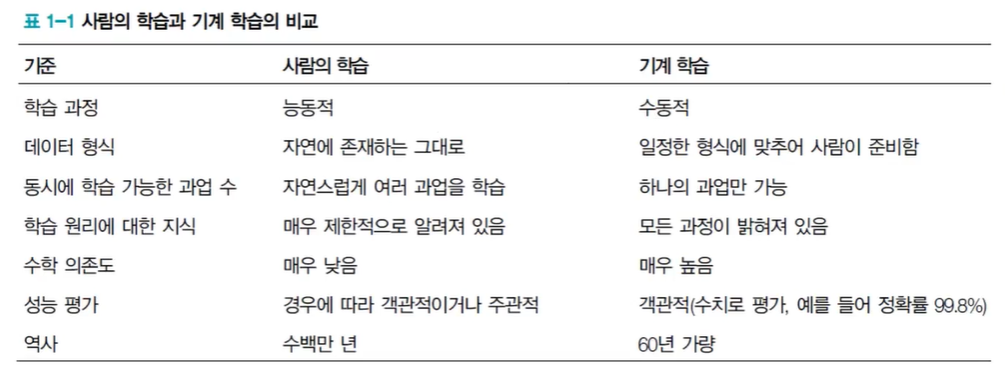 표 1-1 사람의 학습과 기계 학습의 비교
기준 사람의 학습 기계 학습
학습 과정 능동적 수동적
데이터 형식 자연에 존재하는 그대로 일정한 형식에 맞추어 사람이 준비함
동시에 학습 가능한 과업 수 자연스럽게 여러 과업을 학습 하나의 과업만 가능
학습 원리에 대한 지식 매우 제한적으로 알려져 있음 모든 과정이 밝혀져 있음
수학 의존도 매우 낮음 매우 높음
성능 평가 경우에 따라 객관적이거나 주관적 객관적(수치로 평가, 예를 들어 정확률 99.8%)
역사 수백만 년 60년 가량